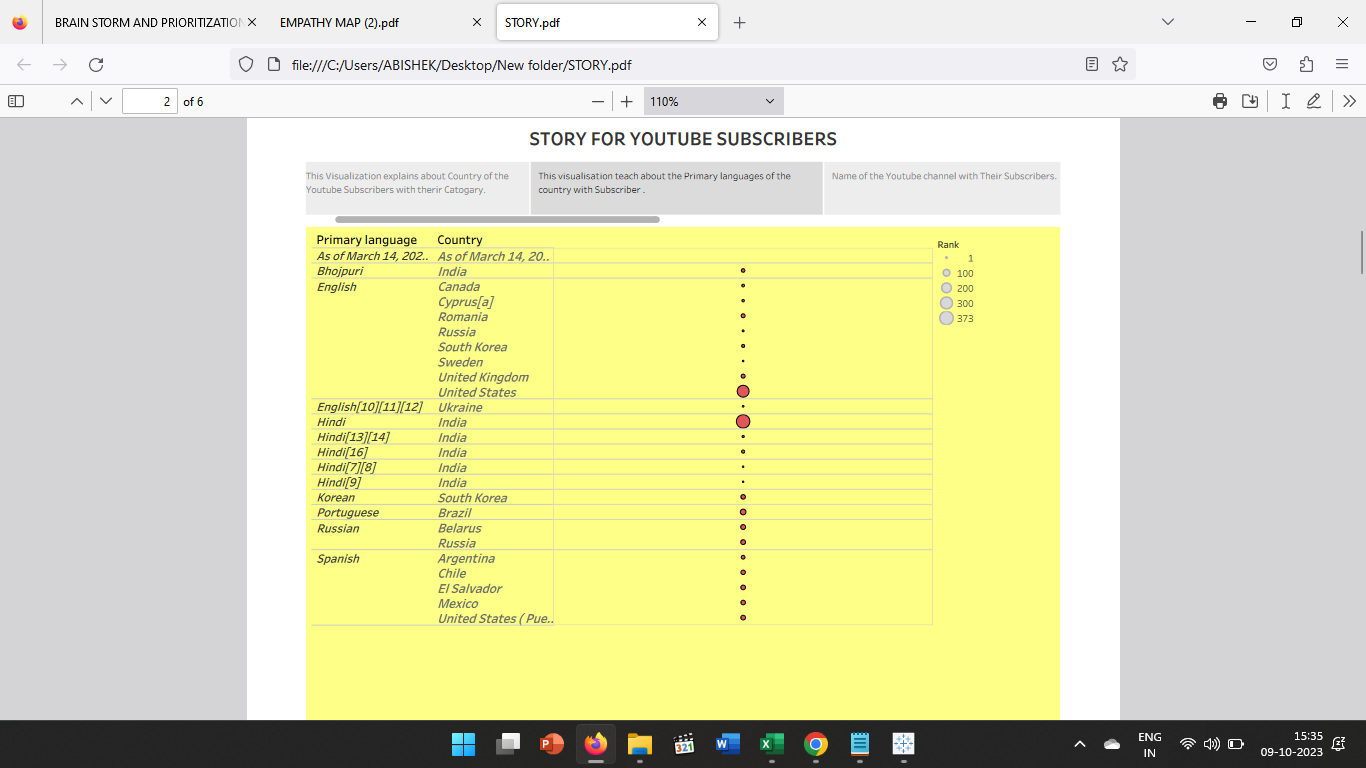 BRAIN STORM AND PRIORITIZATION
EMPATHY MAP (2).pdf
STORY.pdf
file:///C:/Users/ABISHEK/Desktop/New folder/STORY.pdf
2 of 6
110%
STORY FOR YOUTUBE SUBSCRIBERS
This Visualization explains about Country of the
Youtube Subscribers with therir Catogary.
This visualisation teach about the Primary languages of the
country with Subscriber .
Name of the Youtube channel with Their Subscribers.
Primary language Country
As of March 14, 202.. As of March 14, 20..
Bhojpuri India
English Canada
Cyprus[a]
Romania
Russia
South Korea
Sweden
United Kingdom
United States
English[10][11][12] Ukraine
Hindi India
Hindi[13][14] India
Hindi[16] India
Hindi[7][8] India
Hindi[9] India
Korean South Korea
Portuguese Brazil
Russian Belarus
Russia
Spanish Argentina
Chile
El Salvador
Mexico
United States ( Pue..
Rank
1
100
200
300
373
321
ENG
IN
15:35
09-10-2023